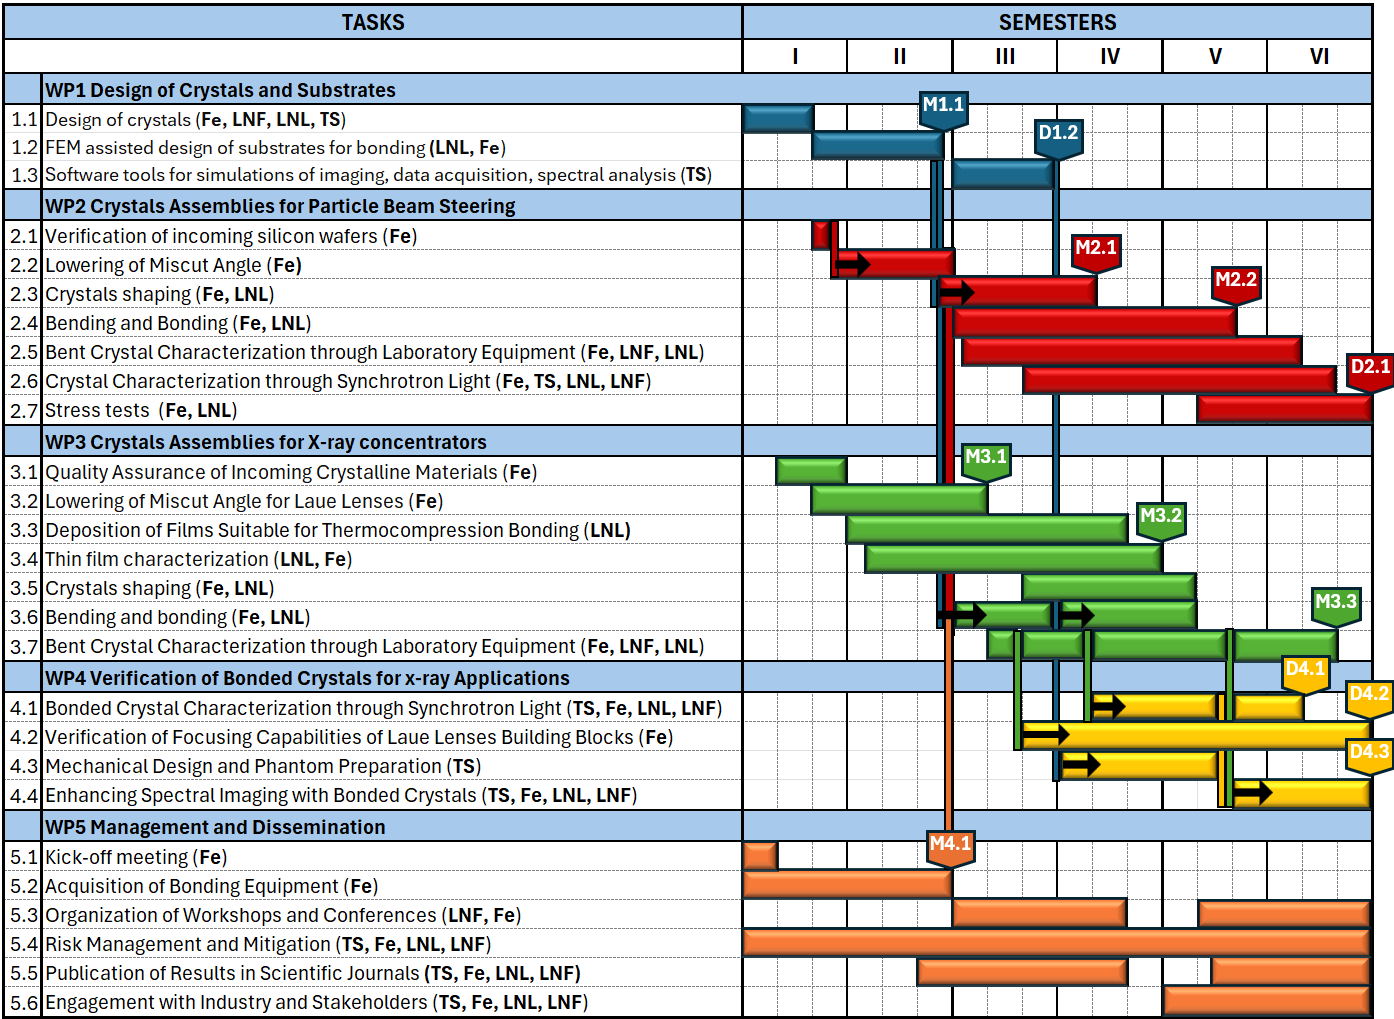 TASKS SEMESTERS
I II III IV V VI
WP1 Design of Crystals and Substrates
M1.1
1.1 Design of crystals (Fe, LNF, LNL, TS)
D1.2
1.2 FEM assisted design of substrates for bonding (LNL, Fe)
1.3 Software tools for simulations of imaging, data acquisition, spectral analysis (TS)
WP2 Crystals Assemblies for Particle Beam Steering
2.1 Verification of incoming silicon wafers (Fe)
M2.1
2.2 Lowering of Miscut Angle (Fe)
M2.2
2.3 Crystals shaping (Fe, LNL)
2.4 Bending and Bonding (Fe, LNL)
2.5 Bent Crystal Characterization through Laboratory Equipment (Fe, LNF, LNL)
D2.1
2.6 Crystal Characterization through Synchrotron Light (Fe, TS, LNL, LNF)
2.7 Stress tests (Fe, LNL)
WP3 Crystals Assemblies for X-ray concentrators
M3.1
3.1 Quality Assurance of Incoming Crystalline Materials (Fe)
3.2 Lowering of Miscut Angle for Laue Lenses (Fe)
M3.2
3.3 Deposition of Films Suitable for Thermocompression Bonding (LNL)
3.4 Thin film characterization (LNL, Fe)
3.5 Crystals shaping (Fe, LNL)
M3.3
3.6 Bending and bonding (Fe, LNL)
3.7 Bent Crystal Characterization through Laboratory Equipment (Fe, LNF, LNL)
D4.1
WP4 Verification of Bonded Crystals for x-ray Applications
D4.2
4.1 Bonded Crystal Characterization through Synchrotron Light (TS, Fe, LNL, LNF)
4.2 Verification of Focusing Capabilities of Laue Lenses Building Blocks (Fe)
D4.3
4.3 Mechanical Design and Phantom Preparation (TS)
4.4 Enhancing Spectral Imaging with Bonded Crystals (TS, Fe, LNL, LNF)
WP5 Management and Dissemination
M4.1
5.1 Kick-off meeting (Fe)
5.2 Acquisition of Bonding Equipment (Fe)
5.3 Organization of Workshops and Conferences (LNF, Fe)
5.4 Risk Management and Mitigation (TS, Fe, LNL, LNF)
5.5 Publication of Results in Scientific Journals (TS, Fe, LNL, LNF)
5.6 Engagement with Industry and Stakeholders (TS, Fe, LNL, LNF)